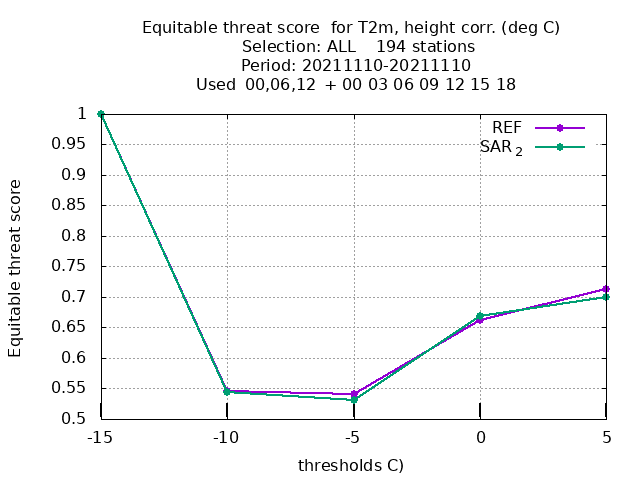 Equitable threat score  for T2m, height corr. (deg C)
Selection: ALL    194 stations
Period: 20211110-20211110
Used  00,06,12  + 00 03 06 09 12 15 18
REF
SAR 2
Equitable threat score
1
0.95
0.9
0.85
0.8
0.75
0.7
0.65
0.6
0.55
0.5
-15 -10 -5 0 5
thresholds C)